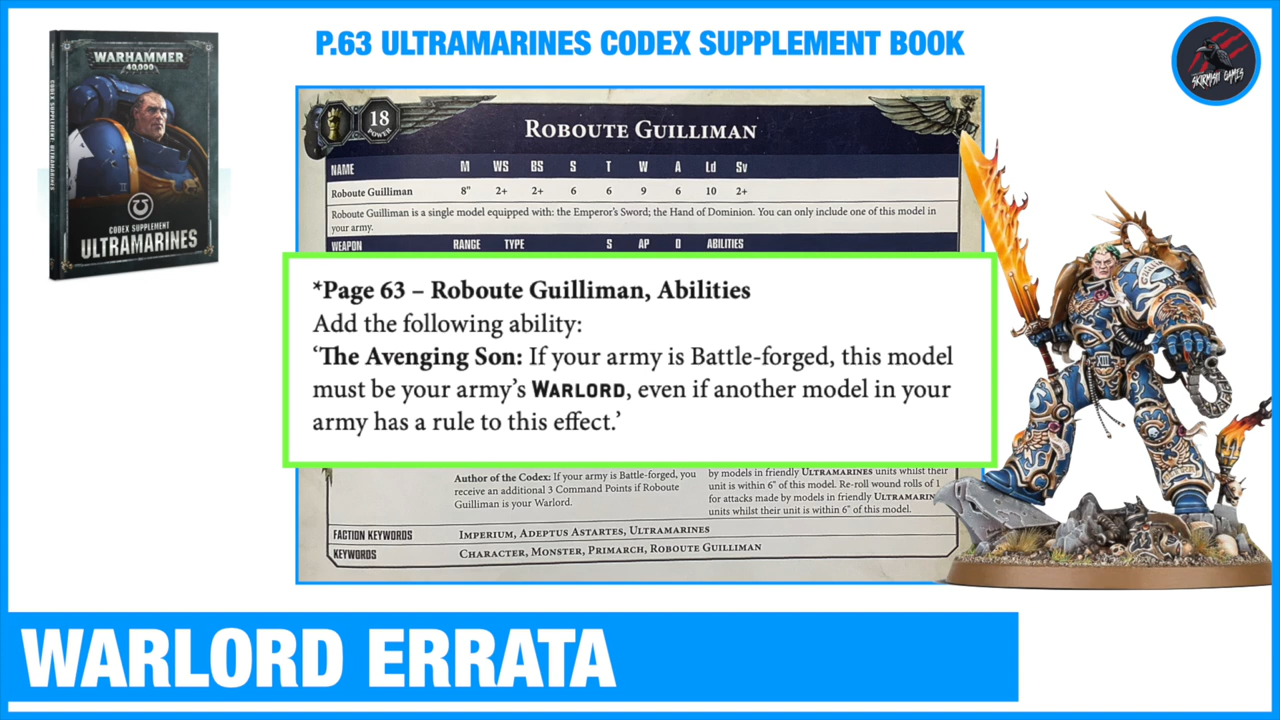 P.63 ULTRAMARINES CODEX SUPPLEMENT BOOK
WARHAMMER
40,000
CODEX SUPPLEMENT
ULTRAMARINES
SKIRMISH GAMES
18
POWER
ROBOUTE GUILLIMAN
NAME M WS BS S T W A Ld Sv
Roboute Guilliman 8" 2+ 2+ 6 6 9 6 10 2+
Roboute Guilliman is a single model equipped with: the Emperor's Sword; the Hand of Dominion. You can only include one of this model in
your army.
WEAPON RANGE TYPE S AP D ABILITIES
*Page 63 – Roboute Guilliman, Abilities
Add the following ability:
‘The Avenging Son: If your army is Battle-forged, this model
must be your army’s WARLORD, even if another model in your
army has a rule to this effect.’
Author of the Codex: If your army is Battle-forged, you
receive an additional 3 Command Points if Roboute
Guilliman is your Warlord.
by models in friendly ULTRAMARINES units whilst their
unit is within 6" of this model. Re-roll wound rolls of 1
for attacks made by models in friendly ULTRAMARIN
units whilst their unit is within 6" of this model.
FACTION KEYWORDS IMPERIUM, ADEPTUS ASTARTES, ULTRAMARINES
KEYWORDS CHARACTER, MONSTER, PRIMARCH, ROBOUTE GUILLIMAN
XIII
WARLORD ERRATA